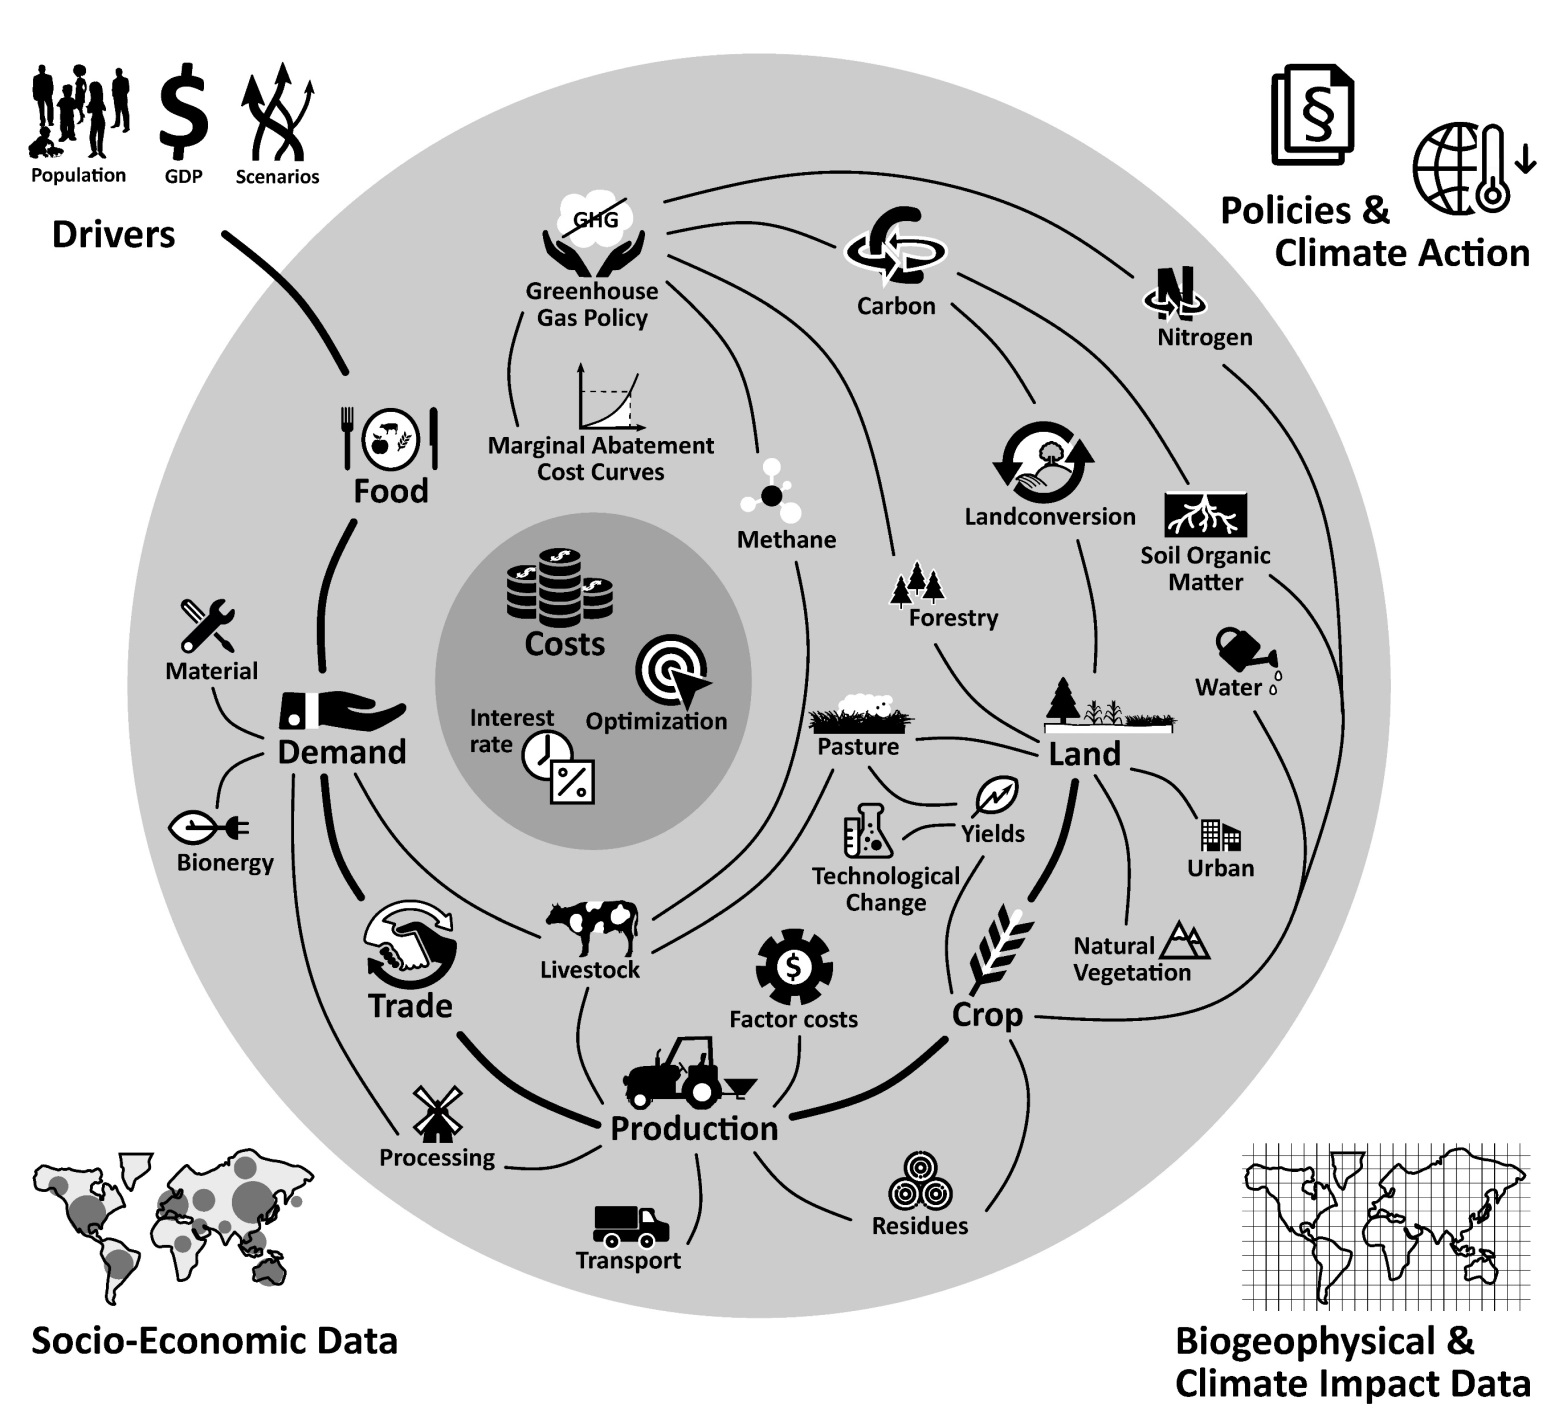 Population
GDP
Scenarios
Drivers
§
Policies &
Climate Action
GHG
Greenhouse
Gas Policy
Carbon
N
Nitrogen
Marginal Abatement
Cost Curves
Food
Methane
Landconversion
Soil Organic
Matter
$
Costs
Forestry
Material
Water
Interest
rate
Optimization
%
Demand
Pasture
Land
Yields
Bionergy
Technological
Change
Urban
Natural
Vegetation
Livestock
Trade
$
Factor costs
Crop
Production
Processing
Residues
Transport
Socio-Economic Data
Biogeophysical &
Climate Impact Data